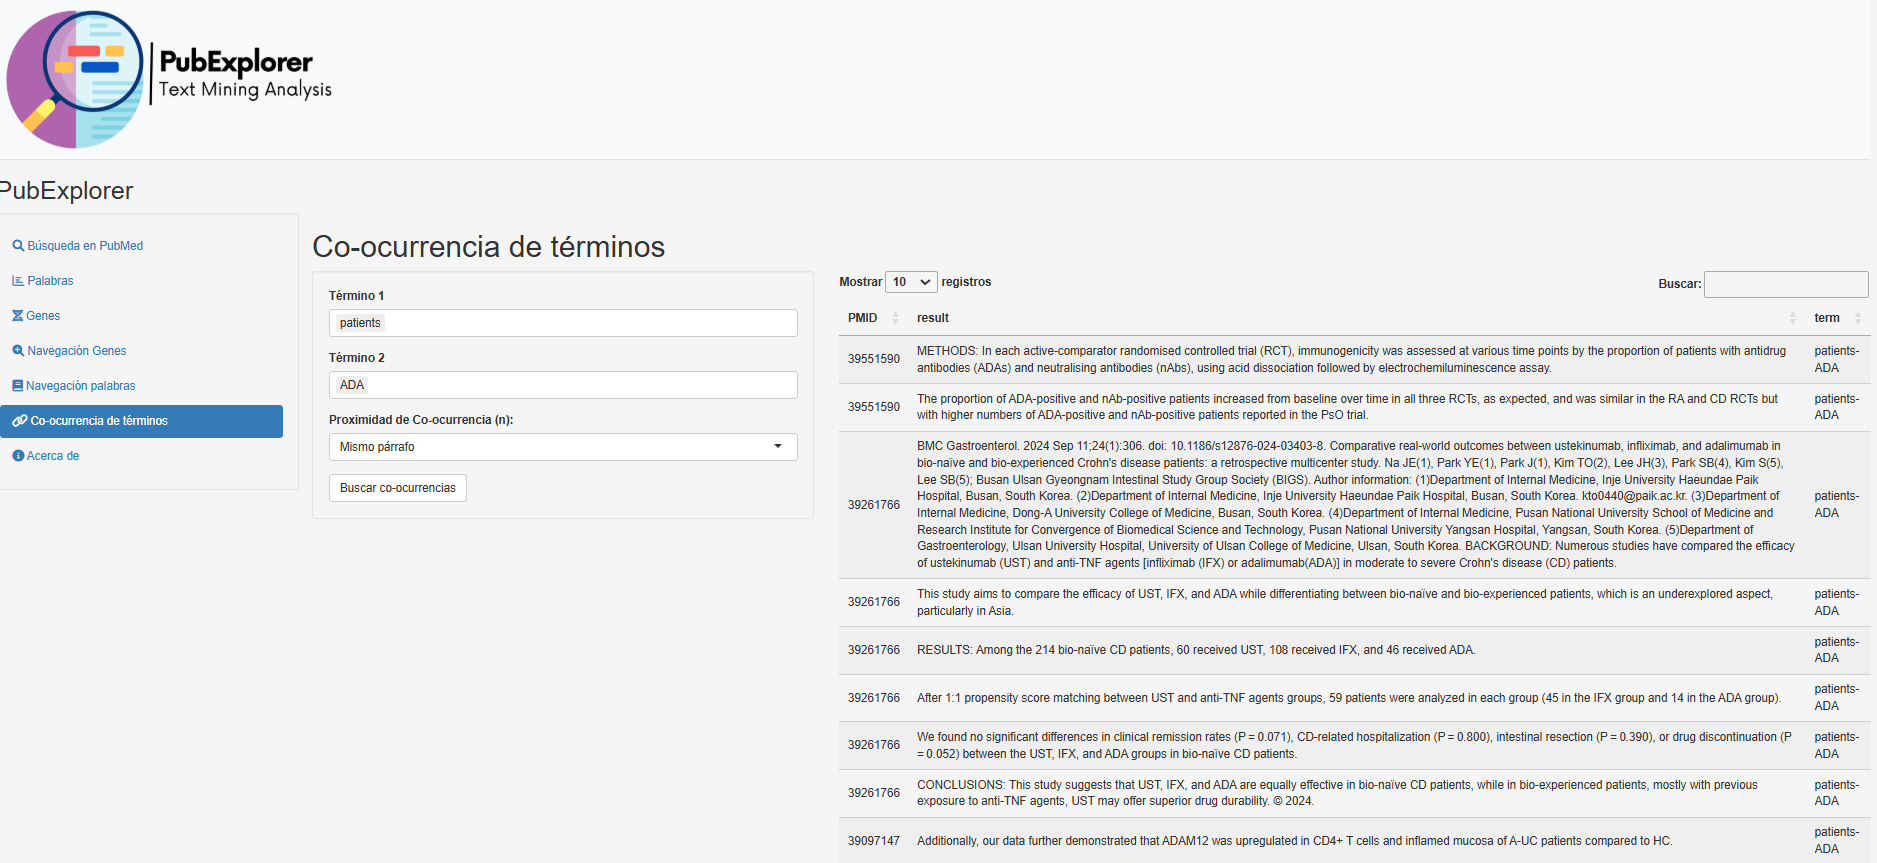 PubExplorer
Text Mining Analysis
PubExplorer
Búsqueda en PubMed
Palabras
Genes
Navegación Genes
Navegación palabras
Co-ocurrencia de términos
Acerca de
Co-ocurrencia de términos
Término 1
patients
Término 2
ADA
Proximidad de Co-ocurrencia (n):
Mismo párrafo
Buscar co-ocurrencias
Mostrar 10 registros
Buscar:
PMID result term
39551590
METHODS: In each active-comparator randomised controlled trial (RCT), immunogenicity was assessed at various time points by the proportion of patients with antidrug
antibodies (ADAs) and neutralising antibodies (nAbs), using acid dissociation followed by electrochemiluminescence assay.
patients-
ADA
39551590
The proportion of ADA-positive and nAb-positive patients increased from baseline over time in all three RCTs, as expected, and was similar in the RA and CD RCTs but
with higher numbers of ADA-positive and nAb-positive patients reported in the PsO trial.
patients-
ADA
39261766
BMC Gastroenterol. 2024 Sep 11;24(1):306. doi: 10.1186/s12876-024-03403-8. Comparative real-world outcomes between ustekinumab, infliximab, and adalimumab in
bio-naïve and bio-experienced Crohn's disease patients: a retrospective multicenter study. Na JE(1), Park YE(1), Park J(1), Kim TO(2), Lee JH(3), Park SB(4), Kim S(5),
Lee SB(5); Busan Ulsan Gyeongnam Intestinal Study Group Society (BIGS). Author information: (1)Department of Internal Medicine, Inje University Haeundae Paik
Hospital, Busan, South Korea. (2)Department of Internal Medicine, Inje University Haeundae Paik Hospital, Busan, South Korea. kto0440@paik.ac.kr. (3)Department of
Internal Medicine, Dong-A University College of Medicine, Busan, South Korea. (4)Department of Internal Medicine, Pusan National University School of Medicine and
Research Institute for Convergence of Biomedical Science and Technology, Pusan National University Yangsan Hospital, Yangsan, South Korea. (5)Department of
Gastroenterology, Ulsan University Hospital, University of Ulsan College of Medicine, Ulsan, South Korea. BACKGROUND: Numerous studies have compared the efficacy
of ustekinumab (UST) and anti-TNF agents [infliximab (IFX) or adalimumab(ADA)] in moderate to severe Crohn's disease (CD) patients.
patients-
ADA
39261766
This study aims to compare the efficacy of UST, IFX, and ADA while differentiating between bio-naïve and bio-experienced patients, which is an underexplored aspect,
particularly in Asia.
patients-
ADA
39261766
RESULTS: Among the 214 bio-naïve CD patients, 60 received UST, 108 received IFX, and 46 received ADA.
patients-
ADA
39261766
After 1:1 propensity score matching between UST and anti-TNF agents groups, 59 patients were analyzed in each group (45 in the IFX group and 14 in the ADA group).
patients-
ADA
39261766
We found no significant differences in clinical remission rates (P = 0.071), CD-related hospitalization (P = 0.800), intestinal resection (P = 0.390), or drug discontinuation (P
= 0.052) between the UST, IFX, and ADA groups in bio-naïve CD patients.
patients-
ADA
39261766
CONCLUSIONS: This study suggests that UST, IFX, and ADA are equally effective in bio-naïve CD patients, while in bio-experienced patients, mostly with previous
exposure to anti-TNF agents, UST may offer superior drug durability. © 2024.
patients-
ADA
39097147
Additionally, our data further demonstrated that ADAM12 was upregulated in CD4+ T cells and inflamed mucosa of A-UC patients compared to HC.
patients-
ADA